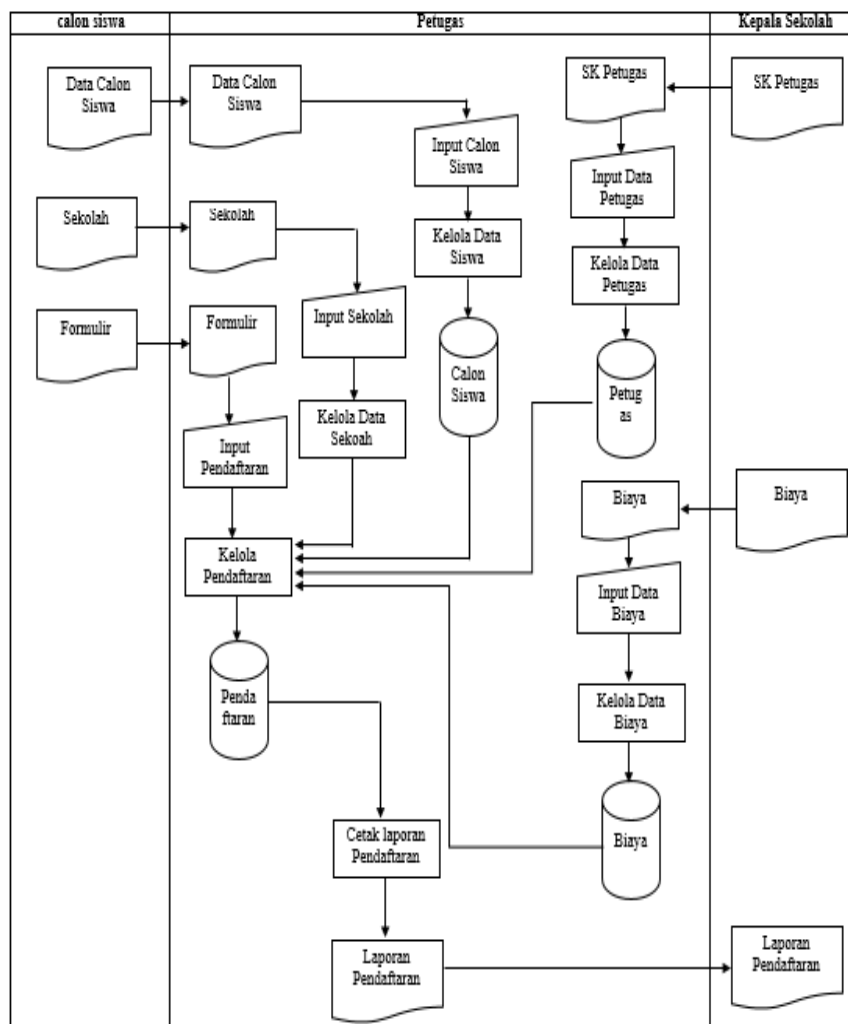 calon siswa
Petugas
Kepala Sekolah
Data Calon
Siswa
Data Calon
Siswa
SK Petugas
SK Petugas
Input Calon
Siswa
Input Data
Petugas
Sekolah
Sekolah
Kelola Data
Siswa
Kelola Data
Petugas
Formulir
Formulir
Input Sekolah
Calon
Siswa
Petug
as
Kelola Data
Sekoah
Input
Pendaftaran
Biaya
Biaya
Kelola
Pendaftaran
Input Data
Biaya
Penda
ftaran
Kelola Data
Biaya
Cetak laporan
Pendaftaran
Biaya
Laporan
Pendaftaran
Laporan
Pendaftaran